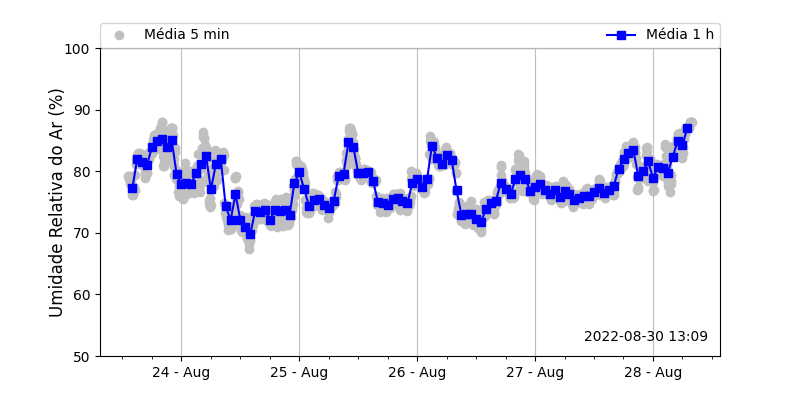 Média 5 min
Média 1 h
Umidade Relativa do Ar (%)
100
90
80
70
60
50
2022-08-30 13:09
24 - Aug
25 - Aug
26 - Aug
27 - Aug
28 - Aug